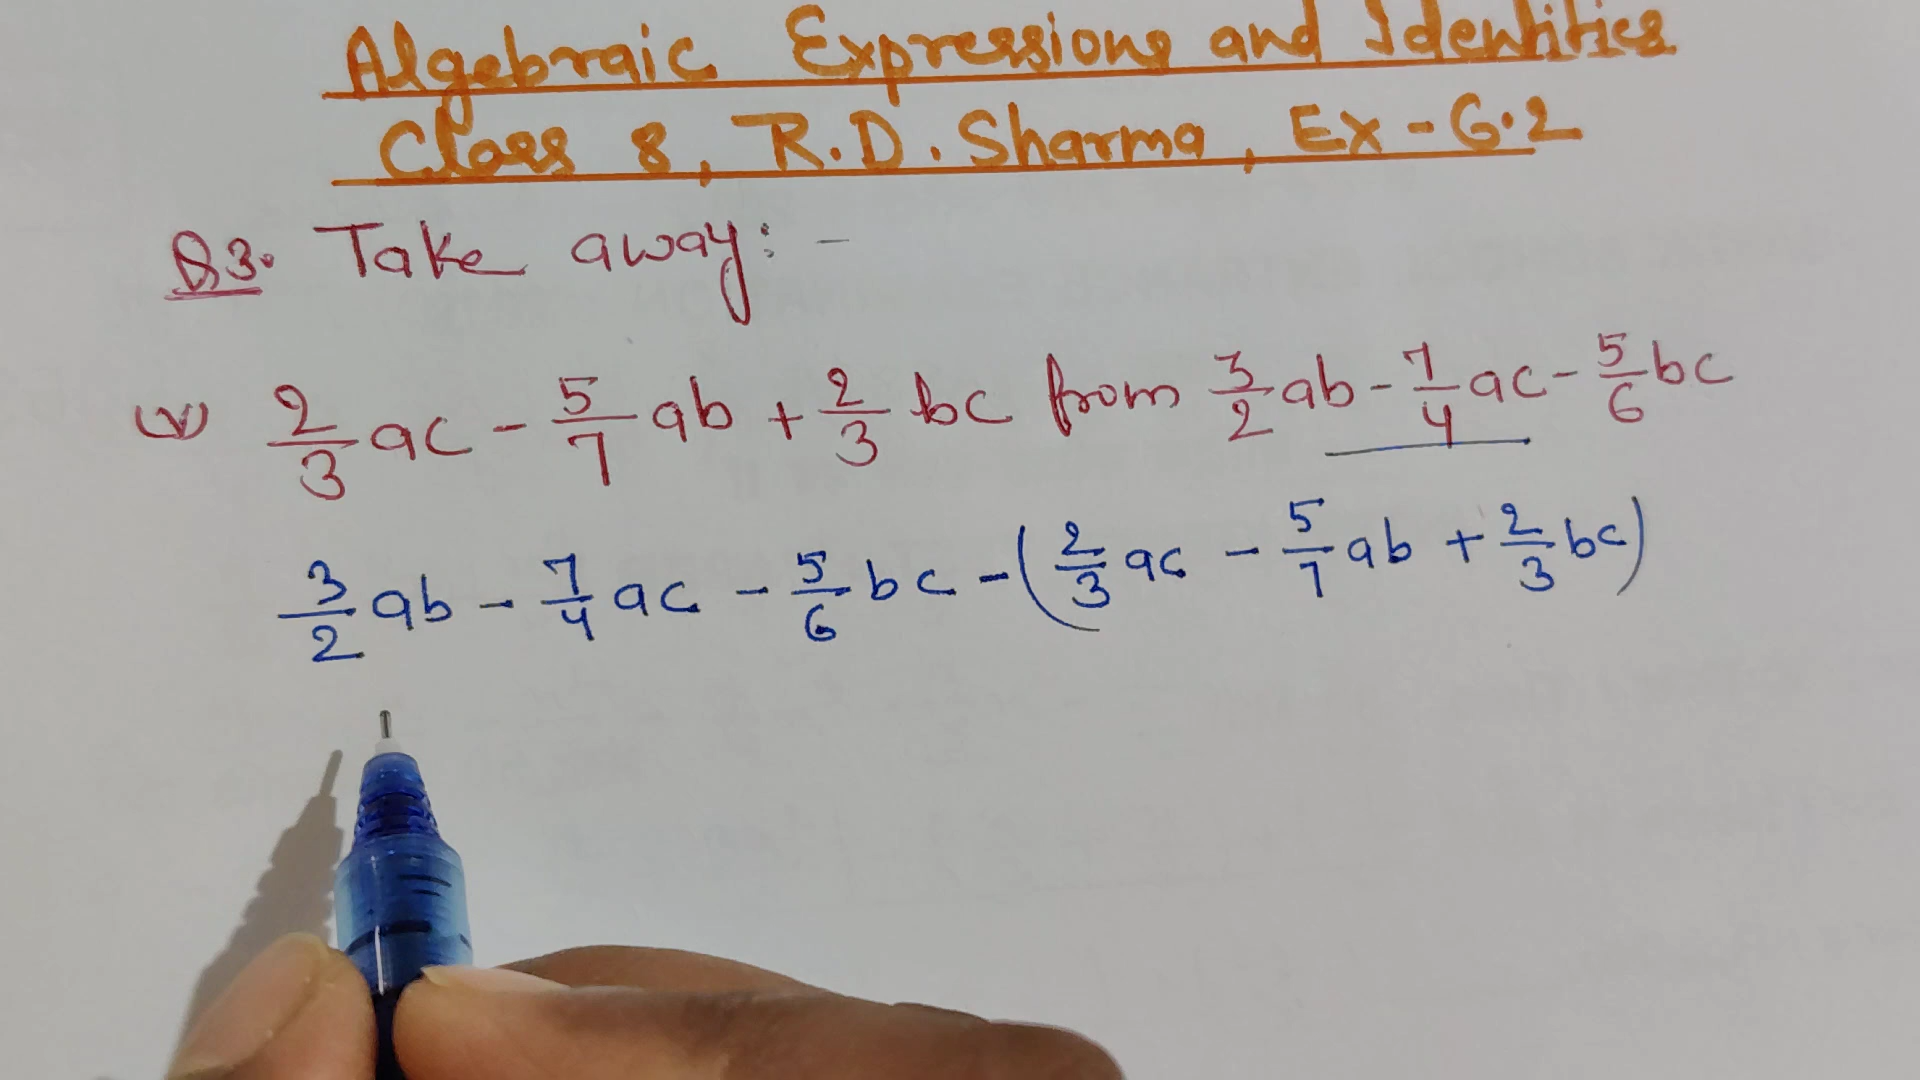 Algebraic Expressions and Identities
Class 8, R.D. Sharma, Ex-6.2
Q3. Take away:-
(v) 2/3 ac - 5/7 ab + 2/3 bc from 3/2 ab - 7/4 ac - 5/6 bc
3/2 ab - 7/4 ac - 5/6 bc - (2/3 ac - 5/7 ab + 2/3 bc)